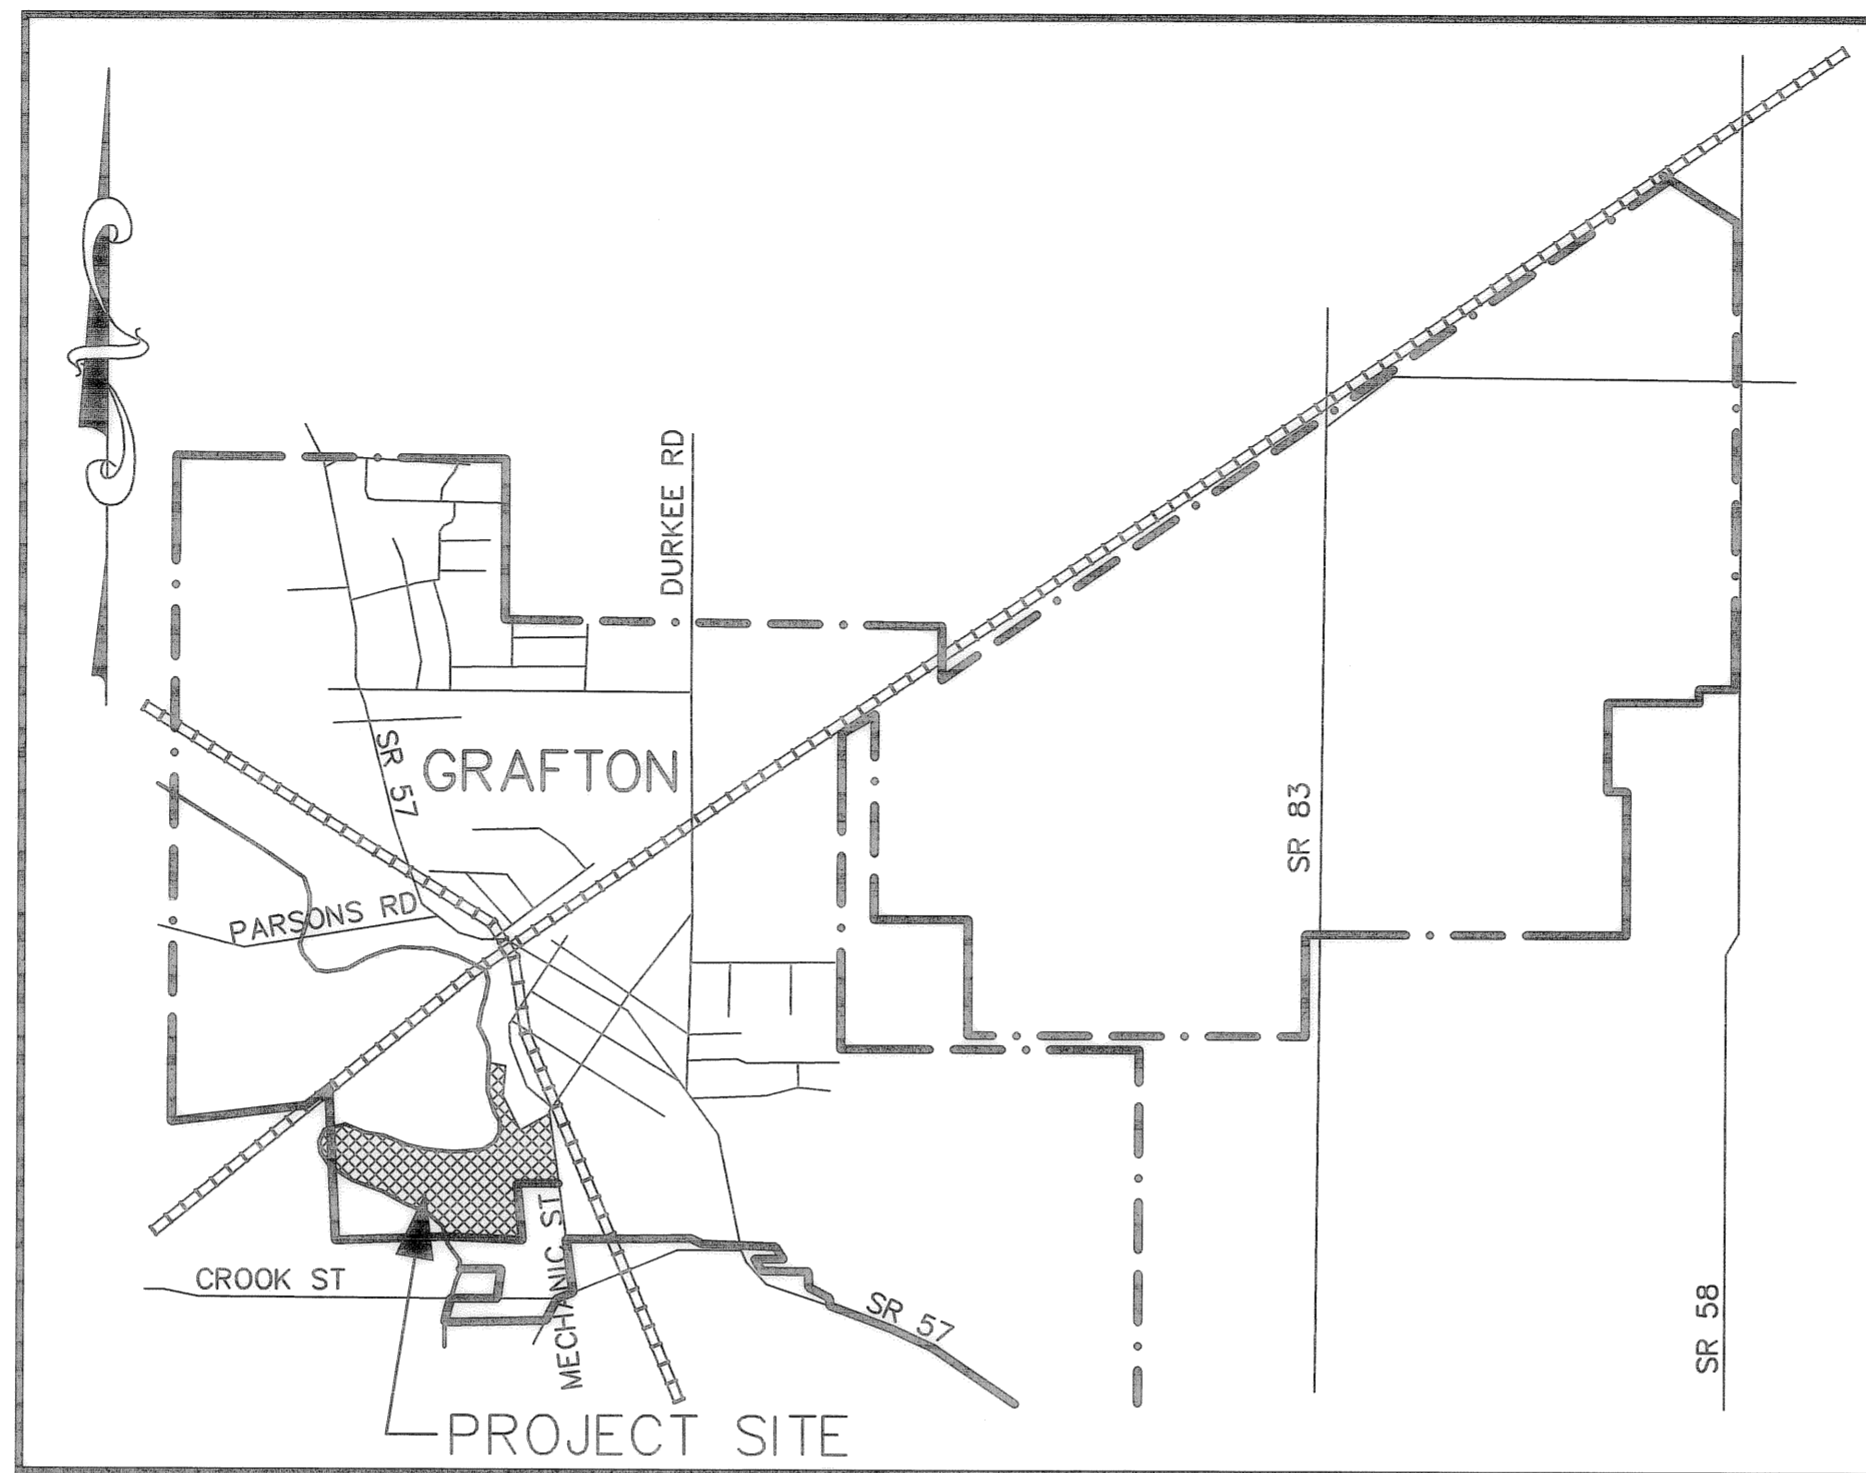 DURKEE RD
SR 57
GRAFTON
SR 83
PARSONS RD
MECHANIC ST
CROOK ST
SR 57
SR 58
PROJECT SITE